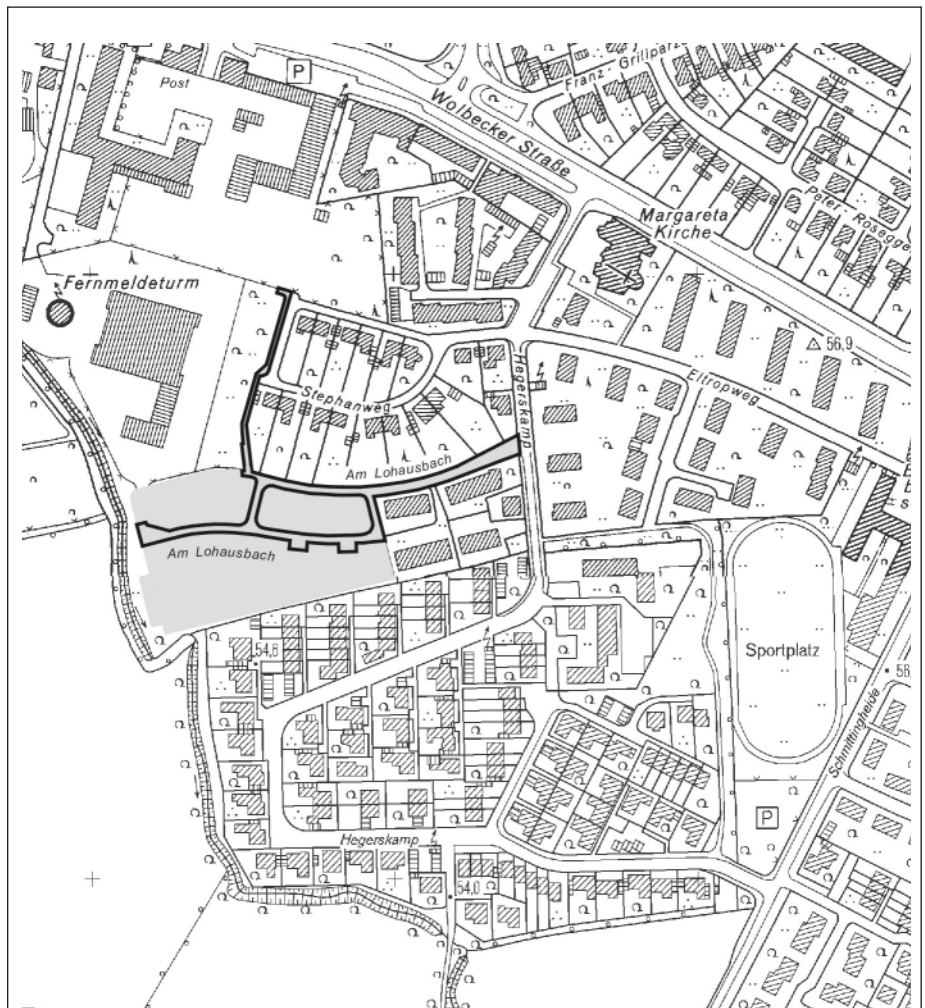 P
Post
Franz - Grillparz
Wolbecker Straße
Margareta
Kirche
Peter - Rosegge
Fernmeldeturm
56,9
Eltropweg
Hegerskamp
Stephanweg
Am Lohausbach
Am Lohausbach
Sportplatz
54,8
56,
Schmittingheide
P
Hegerskamp
54,0